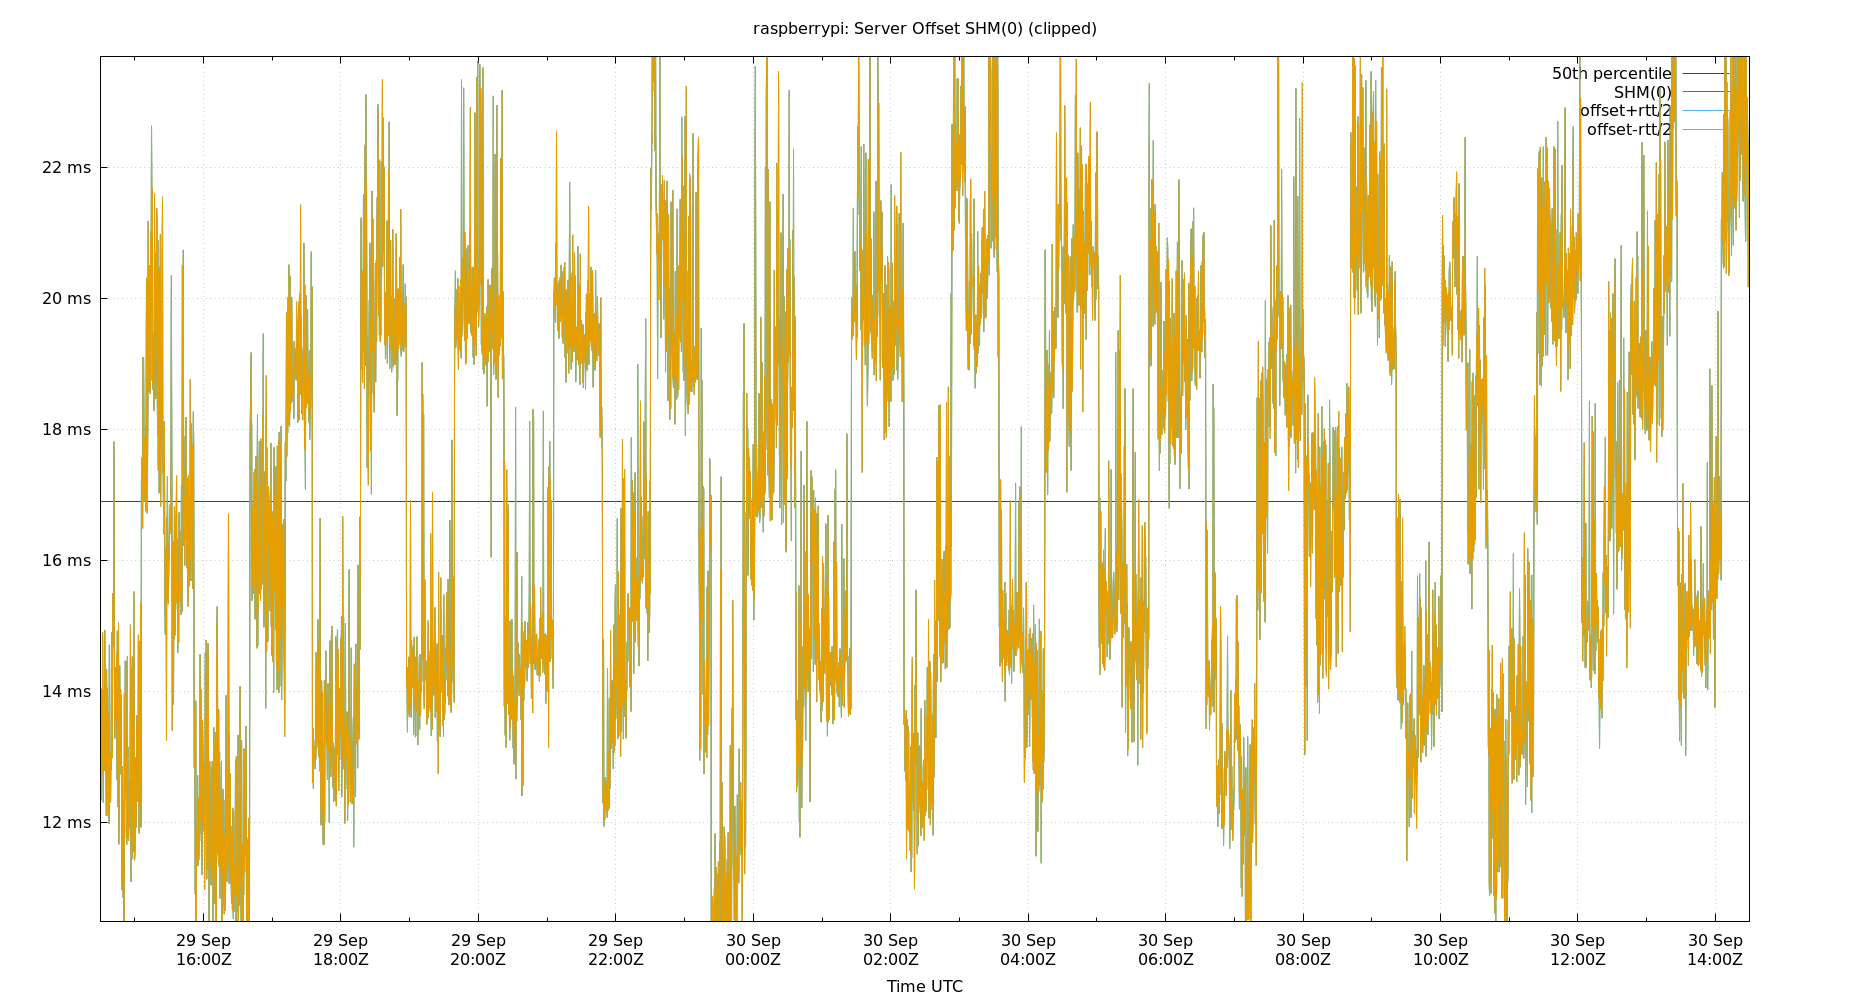 raspberrypi: Server Offset SHM(0) (clipped)
50th percentile
SHM(0)
offset+rtt/2
offset-rtt/2
22 ms
20 ms
18 ms
16 ms
14 ms
12 ms
29 Sep 29 Sep 29 Sep 29 Sep 30 Sep 30 Sep 30 Sep 30 Sep 30 Sep 30 Sep 30 Sep 30 Sep
16:00Z 18:00Z 20:00Z 22:00Z 00:00Z 02:00Z 04:00Z 06:00Z 08:00Z 10:00Z 12:00Z 14:00Z
Time UTC